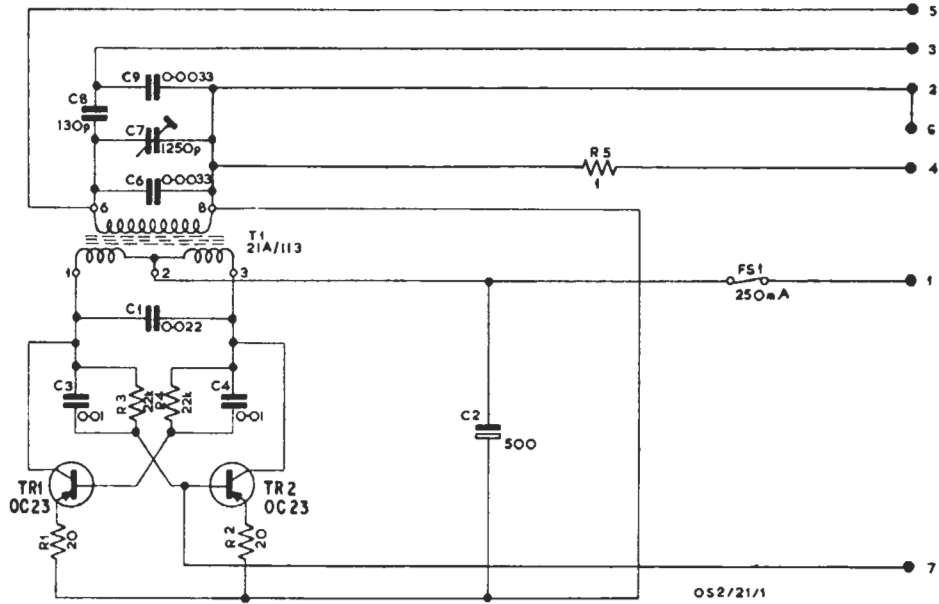 5
3
C9 0·0033
2
C8
130p
C7
1250p
6
R5
1
4
C6 0·0033
6
8
T1
21A/113
1
2
3
FS1
250mA
1
C1
0·022
C3
0·01
R3
22k
R4
22k
C4
0·01
C2
500
TR1
OC23
TR2
OC23
R1
20
R2
20
7
OS2/21/1